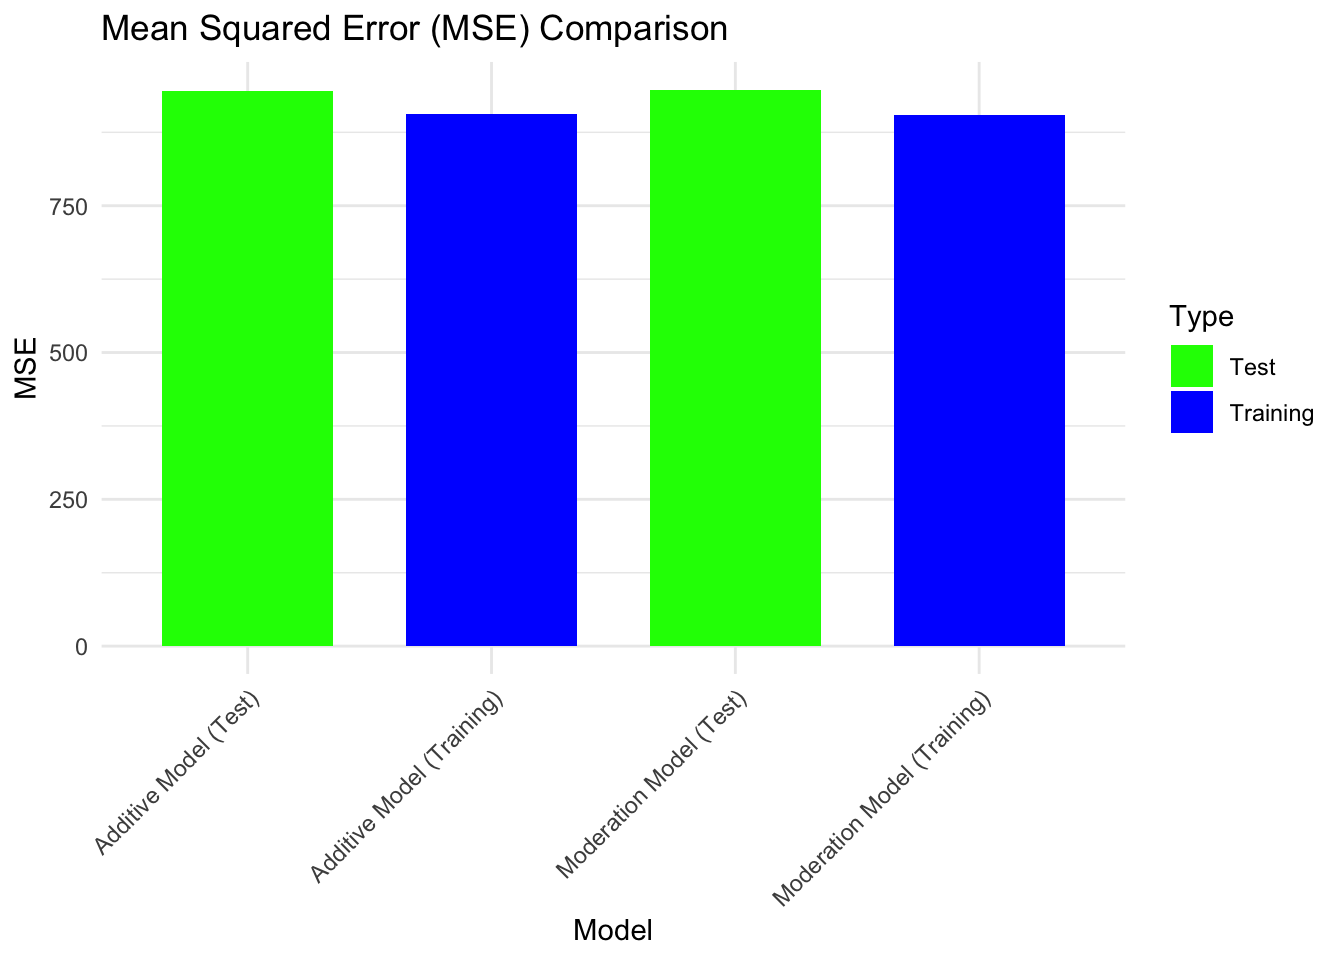 Mean Squared Error (MSE) Comparison
MSE
750
500
250
0
Additive Model (Test)
Additive Model (Training)
Moderation Model (Test)
Moderation Model (Training)
Model
Type
Test
Training